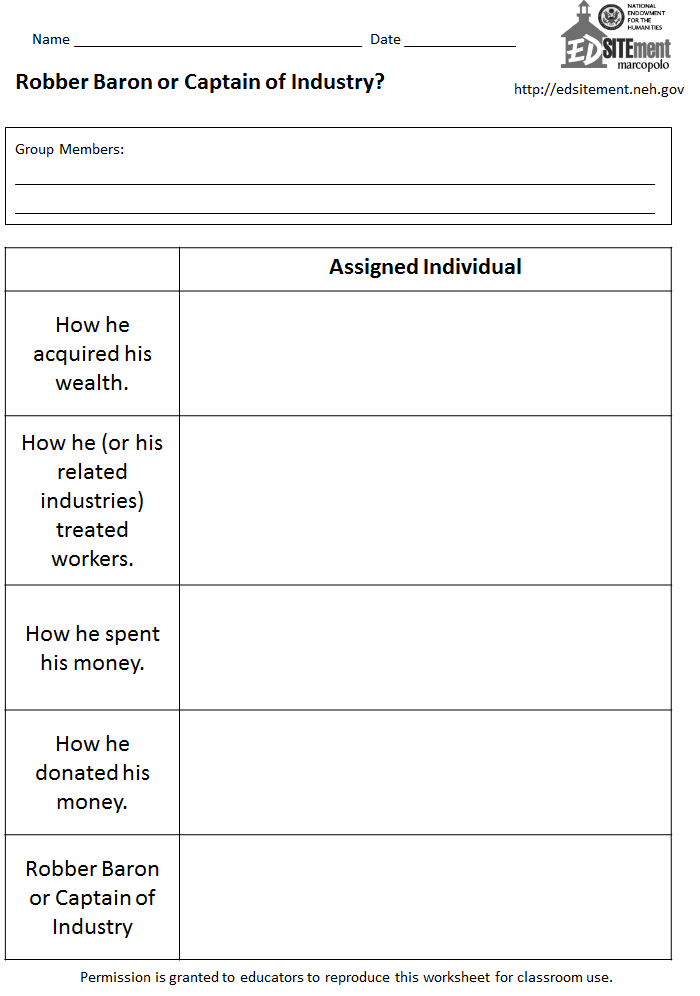 NATIONAL
ENDOWMENT
FOR THE
HUMANITIES
EDSITEment
marcopolo
Name Date
Robber Baron or Captain of Industry?
http://edsitement.neh.gov
Group Members:
Assigned Individual
How he
acquired his
wealth.
How he (or his
related
industries)
treated
workers.
How he spent
his money.
How he
donated his
money.
Robber Baron
or Captain of
Industry
Permission is granted to educators to reproduce this worksheet for classroom use.